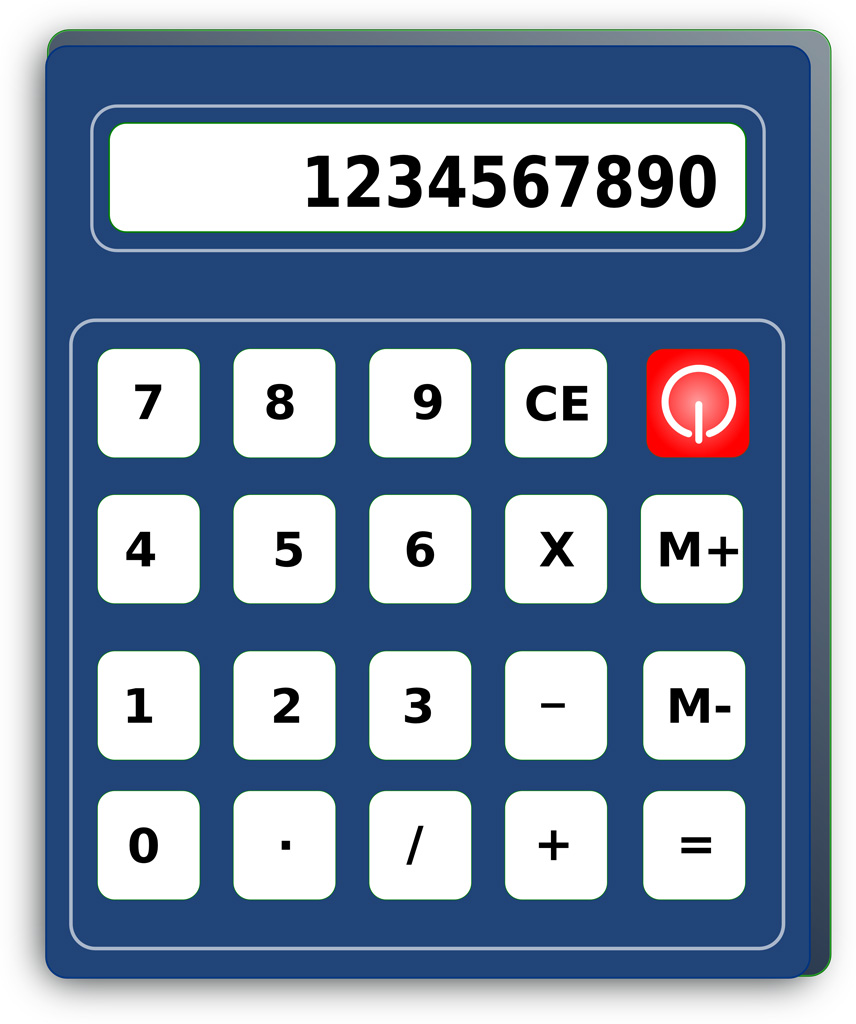 1234567890
7 8 9 CE
4 5 6 X M+
1 2 3 − M-
0 . / + =